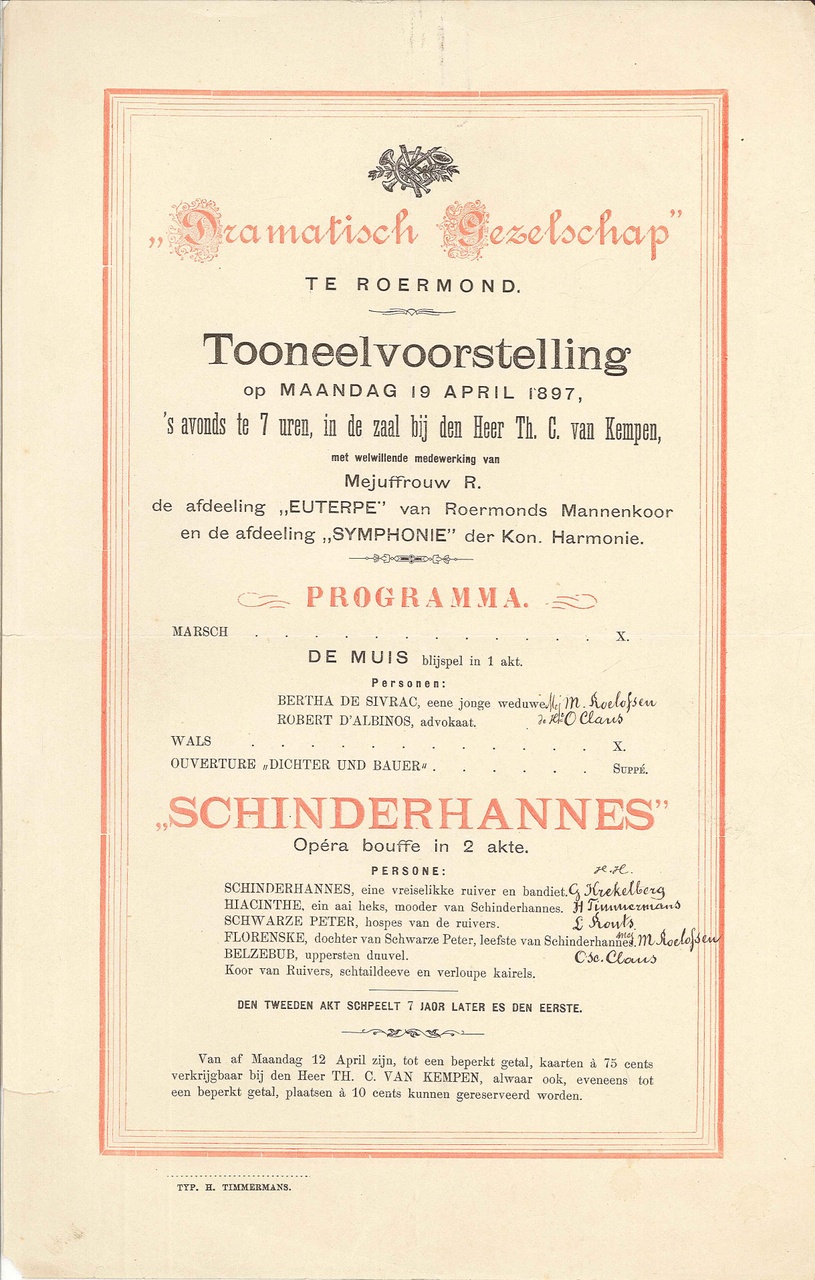 „Dramatisch Gezelschap”
TE ROERMOND.
Tooneelvoorstelling
op MAANDAG 19 APRIL 1897,
's avonds te 7 uren, in de zaal bij den Heer Th. C. van Kempen,
met welwillende medewerking van
Mejuffrouw R.
de afdeeling „EUTERPE” van Roermonds Mannenkoor
en de afdeeling „SYMPHONIE” der Kon. Harmonie.
PROGRAMMA.
MARSCH . . . . . . . . . . . . X.
DE MUIS blijspel in 1 akt.
Personen:
BERTHA DE SIVRAC, eene jonge weduwe. Mej M. Roelofsen
ROBERT D'ALBINOS, advokaat. de Hr O Claus
WALS . . . . . . . . . . . . X.
OUVERTURE „DICHTER UND BAUER„ . . . . . . SUPPÉ.
„SCHINDERHANNES”
Opéra bouffe in 2 akte.
PERSONE: H.H.
SCHINDERHANNES, eine vreiselikke ruiver en bandiet. G Krekelberg
HIACINTHE, ein aai heks, mooder van Schinderhannes. H Timmermans
SCHWARZE PETER, hospes van de ruivers. L Routs
FLORENSKE, dochter van Schwarze Peter, leefste van Schinderhannes. Mej M Roelofsen
BELZEBUB, uppersten duuvel. Osc. Claus
Koor van Ruivers, schtaildeeve en verloupe kairels.
DEN TWEEDEN AKT SCHPEELT 7 JAOR LATER ES DEN EERSTE.
Van af Maandag 12 April zijn, tot een beperkt getal, kaarten à 75 cents
verkrijgbaar bij den Heer TH. C. VAN KEMPEN, alwaar ook, eveneens tot
een beperkt getal, plaatsen à 10 cents kunnen gereserveerd worden.
TYP. H. TIMMERMANS.